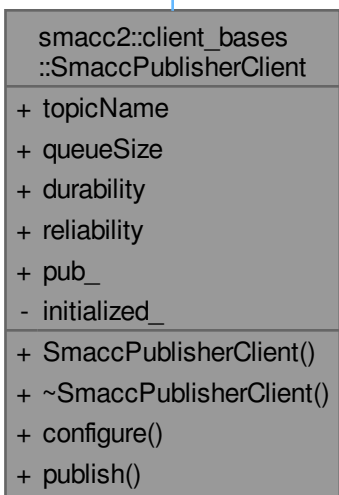 smacc2::client_bases
::SmaccPublisherClient
+ topicName
+ queueSize
+ durability
+ reliability
+ pub_
- initialized_
+ SmaccPublisherClient()
+ ~SmaccPublisherClient()
+ configure()
+ publish()